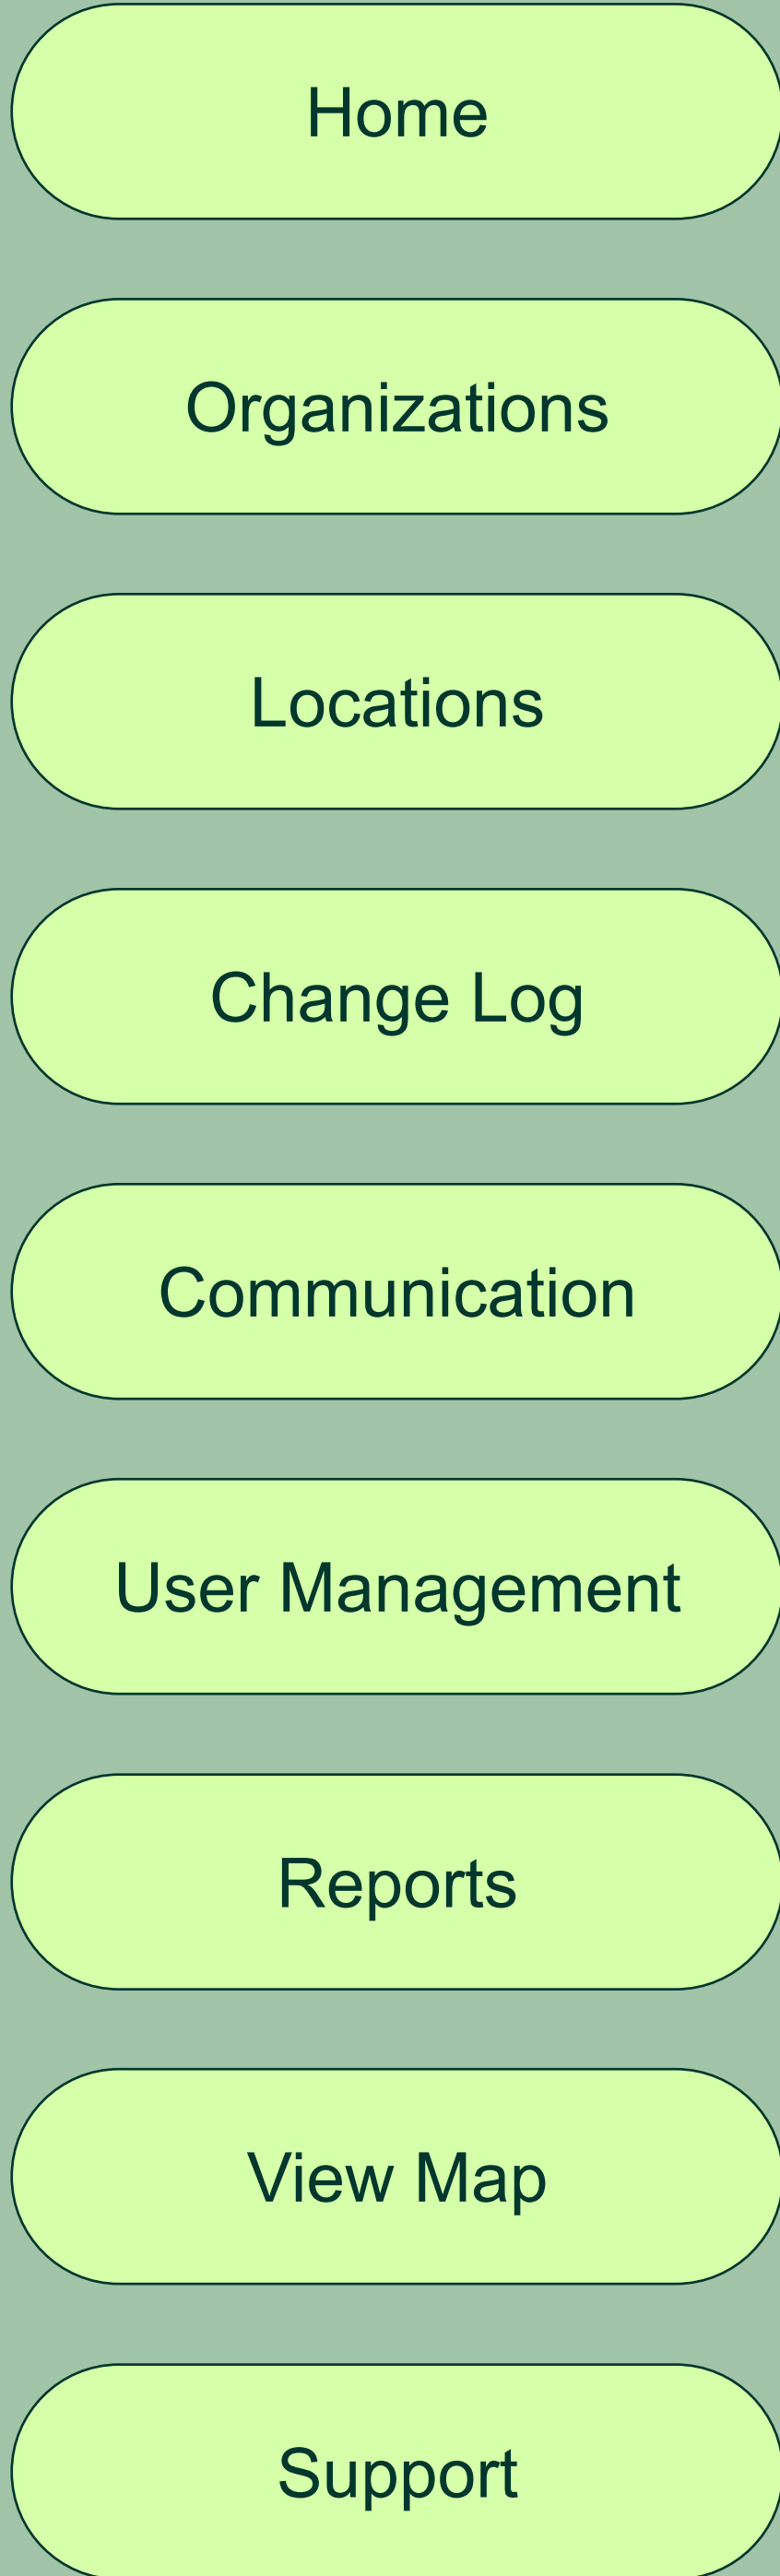 Home
Organizations
Locations
Change Log
Communication
User Management
Reports
View Map
Support